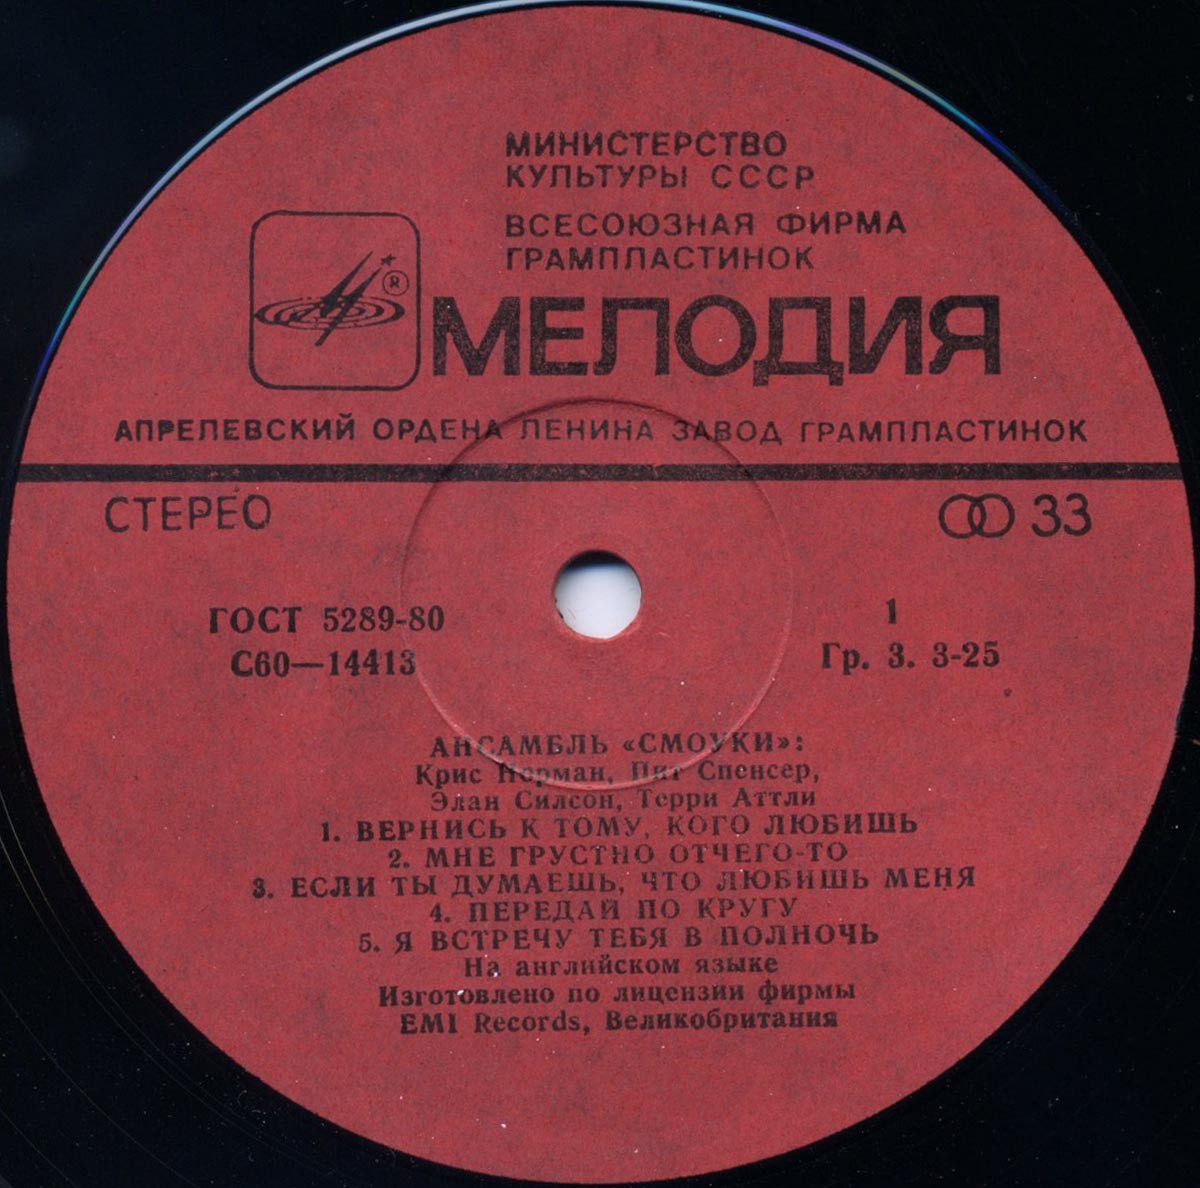 МИНИСТЕРСТВО
КУЛЬТУРЫ СССР
ВСЕСОЮЗНАЯ ФИРМА
ГРАМПЛАСТИНОК
®
МЕЛОДИЯ
АПРЕЛЕВСКИЙ ОРДЕНА ЛЕНИНА ЗАВОД ГРАМПЛАСТИНОК
СТЕРЕО
33
ГОСТ 5289-80
С60—14413
1
Гр. 3. 3-25
АНСАМБЛЬ «СМОУКИ»:
Крис Норман, Пит Спенсер,
Элан Силсон, Терри Аттли
1. ВЕРНИСЬ К ТОМУ, КОГО ЛЮБИШЬ
2. МНЕ ГРУСТНО ОТЧЕГО-ТО
3. ЕСЛИ ТЫ ДУМАЕШЬ, ЧТО ЛЮБИШЬ МЕНЯ
4. ПЕРЕДАЙ ПО КРУГУ
5. Я ВСТРЕЧУ ТЕБЯ В ПОЛНОЧЬ
На английском языке
Изготовлено по лицензии фирмы
EMI Records, Великобритания